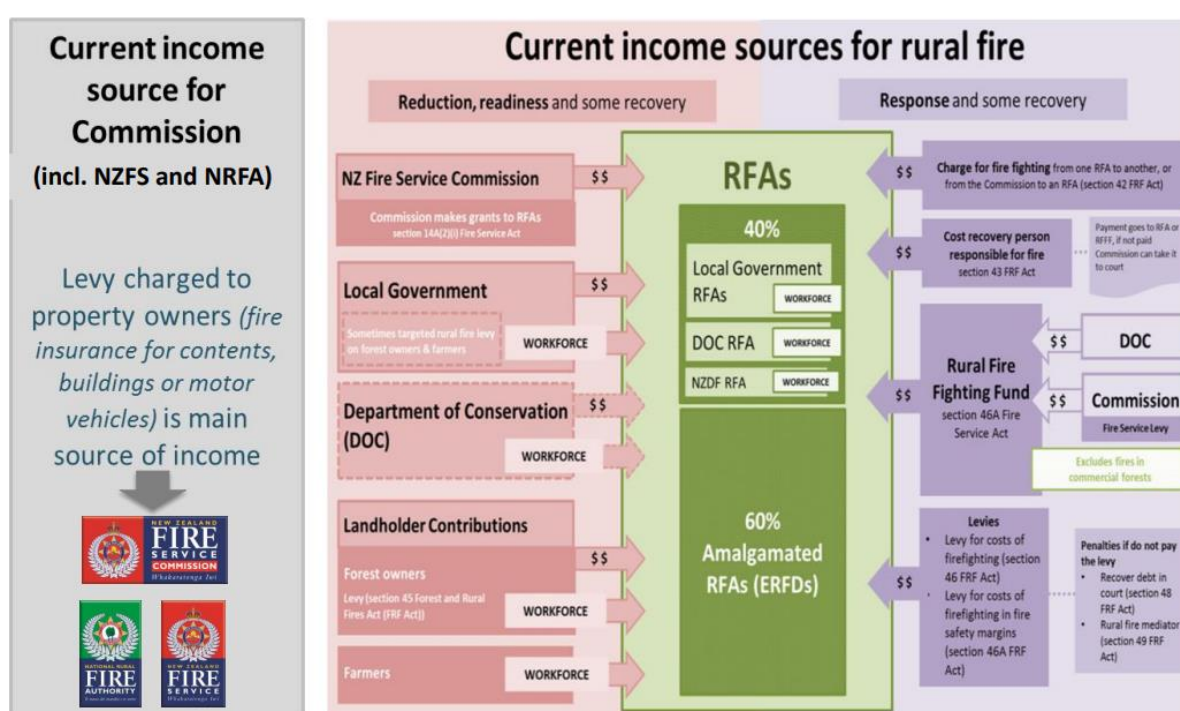 Current income
source for
Commission
(incl. NZFS and NRFA)
Levy charged to
property owners (fire
insurance for contents,
buildings or motor
vehicles) is main
source of income
NEW ZEALAND
FIRE
SERVICE
COMMISSION
Whakaratonga Iwi
NATIONAL RURAL
FIRE
AUTHORITY
NEW ZEALAND
FIRE
SERVICE
Whakaratonga Iwi
Current income sources for rural fire
Reduction, readiness and some recovery
Response and some recovery
NZ Fire Service Commission
$$
Commission makes grants to RFAs
section 14A(2)(i) Fire Service Act
Local Government
$$
Sometimes targeted rural fire levy
on forest owners & farmers
WORKFORCE
Department of Conservation
(DOC)
$$
WORKFORCE
Landholder Contributions
$$
Forest owners
Levy (section 45 Forest and Rural
Fires Act (FRF Act))
WORKFORCE
Farmers
WORKFORCE
RFAs
40%
Local Government
RFAs
WORKFORCE
DOC RFA
WORKFORCE
NZDF RFA
WORKFORCE
60%
Amalgamated
RFAs (ERFDs)
$$
Charge for fire fighting from one RFA to another, or
from the Commission to an RFA (section 42 FRF Act)
$$
Cost recovery person
responsible for fire
section 43 FRF Act
Payment goes to RFA or
RFFF, if not paid
Commission can take it
to court
$$
Rural Fire
Fighting Fund
section 46A Fire
Service Act
$$
DOC
$$
Commission
Fire Service Levy
Excludes fires in
commercial forests
$$
Levies
• Levy for costs of
firefighting (section
46 FRF Act)
• Levy for costs of
firefighting in fire
safety margins
(section 46A FRF
Act)
Penalties if do not pay
the levy
• Recover debt in
court (section 48
FRF Act)
• Rural fire mediator
(section 49 FRF
Act)